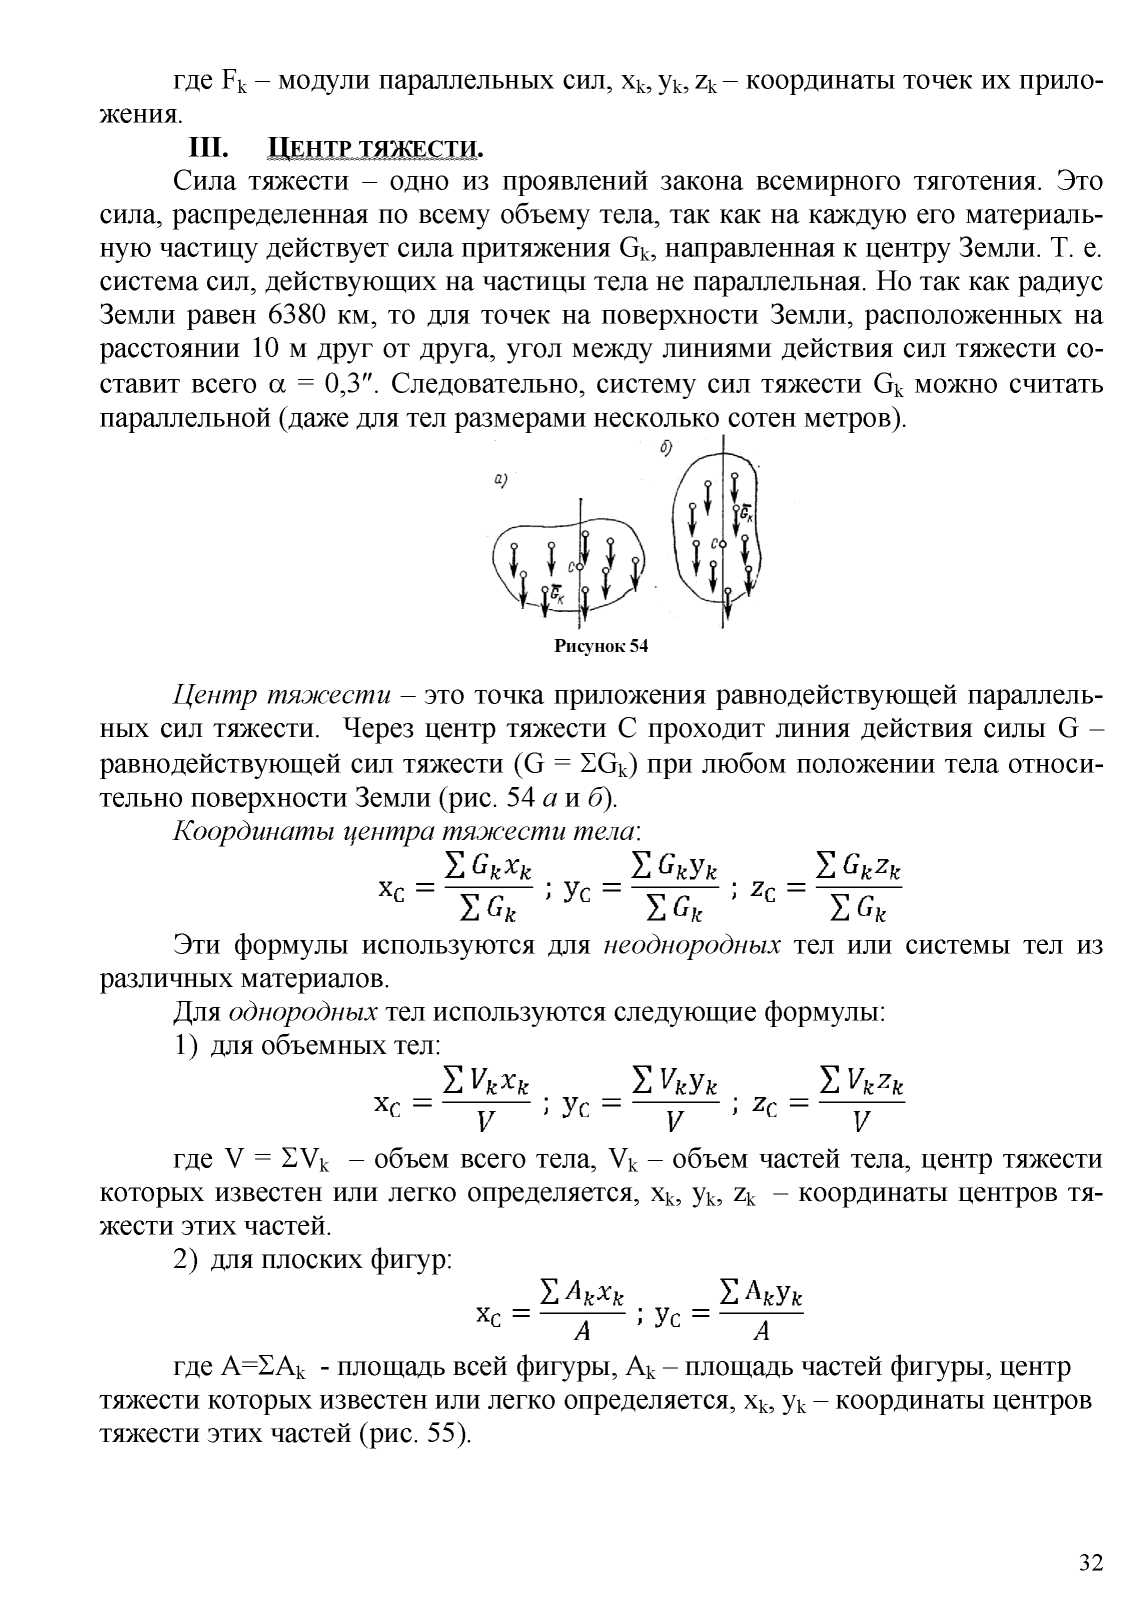 где Fk – модули параллельных сил, xk, yk, zk – координаты точек их прило-
жения.
III. ЦЕНТР ТЯЖЕСТИ.
Сила тяжести – одно из проявлений закона всемирного тяготения. Это
сила, распределенная по всему объему тела, так как на каждую его материаль-
ную частицу действует сила притяжения Gk, направленная к центру Земли. Т. е.
система сил, действующих на частицы тела не параллельная. Но так как радиус
Земли равен 6380 км, то для точек на поверхности Земли, расположенных на
расстоянии 10 м друг от друга, угол между линиями действия сил тяжести со-
ставит всего α = 0,3″. Следовательно, систему сил тяжести Gk можно считать
параллельной (даже для тел размерами несколько сотен метров).
а) б)
C Gк C Gк
Рисунок 54
Центр тяжести – это точка приложения равнодействующей параллель-
ных сил тяжести. Через центр тяжести С проходит линия действия силы G –
равнодействующей сил тяжести (G = ΣGk) при любом положении тела относи-
тельно поверхности Земли (рис. 54 а и б).
Координаты центра тяжести тела:
xC = ∑Gkxk / ∑Gk ; yC = ∑Gkyk / ∑Gk ; zC = ∑Gkzk / ∑Gk
Эти формулы используются для неоднородных тел или системы тел из
различных материалов.
Для однородных тел используются следующие формулы:
1) для объемных тел:
xC = ∑Vkxk / V ; yC = ∑Vkyk / V ; zC = ∑Vkzk / V
где V = ΣVk – объем всего тела, Vk – объем частей тела, центр тяжести
которых известен или легко определяется, xk, yk, zk – координаты центров тя-
жести этих частей.
2) для плоских фигур:
xC = ∑Akxk / A ; yC = ∑Akyk / A
где A=ΣAk - площадь всей фигуры, Ak – площадь частей фигуры, центр
тяжести которых известен или легко определяется, xk, yk – координаты центров
тяжести этих частей (рис. 55).
32